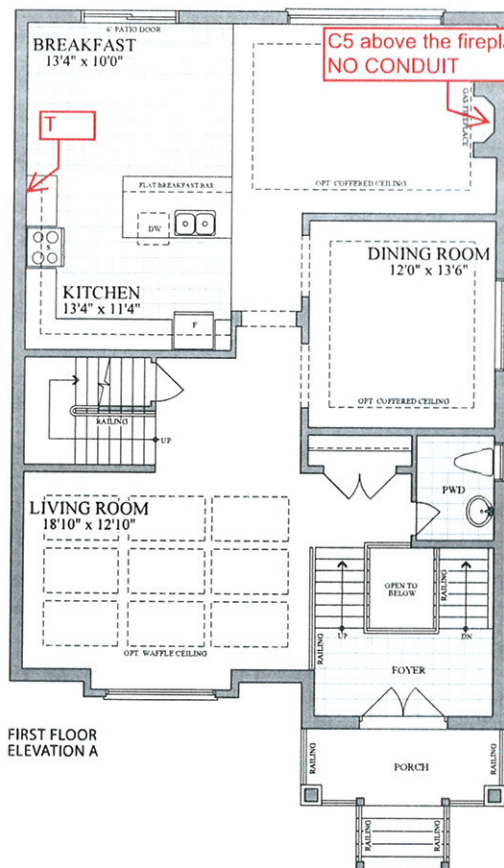 6' PATIO DOOR
BREAKFAST
13'4" x 10'0"
C5 above the firepla
NO CONDUIT
GAS FIREPLACE
T
OPT COFFERED CEILING
FLAT BREAKFAST BAR
DW
S
DINING ROOM
12'0" x 13'6"
KITCHEN
13'4" x 11'4"
F
OPT COFFERED CEILING
RAILING
UP
PWD
LIVING ROOM
18'10" x 12'10"
OPEN TO
BELOW
RAILING
UP
DN
RAILING
OPT WAFFLE CEILING
FOYER
FIRST FLOOR
ELEVATION A
RAILING
PORCH
RAILING
RAILING
RAILING